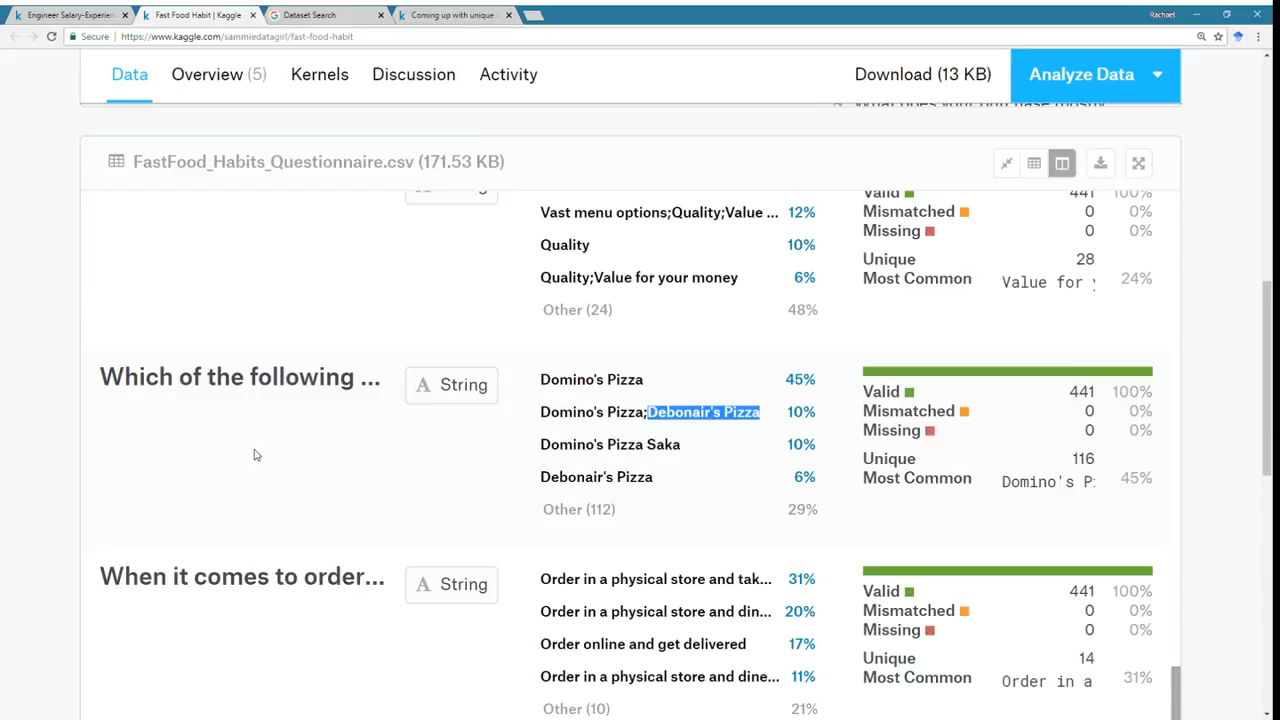 Engineer Salary-Experien
Fast Food Habit | Kaggle
Dataset Search
Coming up with unique
Rachael
Secure
https://www.kaggle.com/sammiedatagirl/fast-food-habit
Data
Overview (5)
Kernels
Discussion
Activity
Download (13 KB)
Analyze Data
FastFood_Habits_Questionnaire.csv (171.53 KB)
Valid 441 100%
Vast menu options;Quality;Value ... 12%
Mismatched 0 0%
Missing 0 0%
Quality 10%
Unique 28
Quality;Value for your money 6%
Most Common Value for 24%
Other (24) 48%
Which of the following ...
A String
Domino's Pizza 45%
Domino's Pizza;Debonair's Pizza 10%
Domino's Pizza Saka 10%
Debonair's Pizza 6%
Other (112) 29%
Valid 441 100%
Mismatched 0 0%
Missing 0 0%
Unique 116
Most Common Domino's P 45%
When it comes to order...
A String
Order in a physical store and tak... 31%
Order in a physical store and din... 20%
Order online and get delivered 17%
Order in a physical store and dine... 11%
Other (10) 21%
Valid 441 100%
Mismatched 0 0%
Missing 0 0%
Unique 14
Most Common Order in a 31%